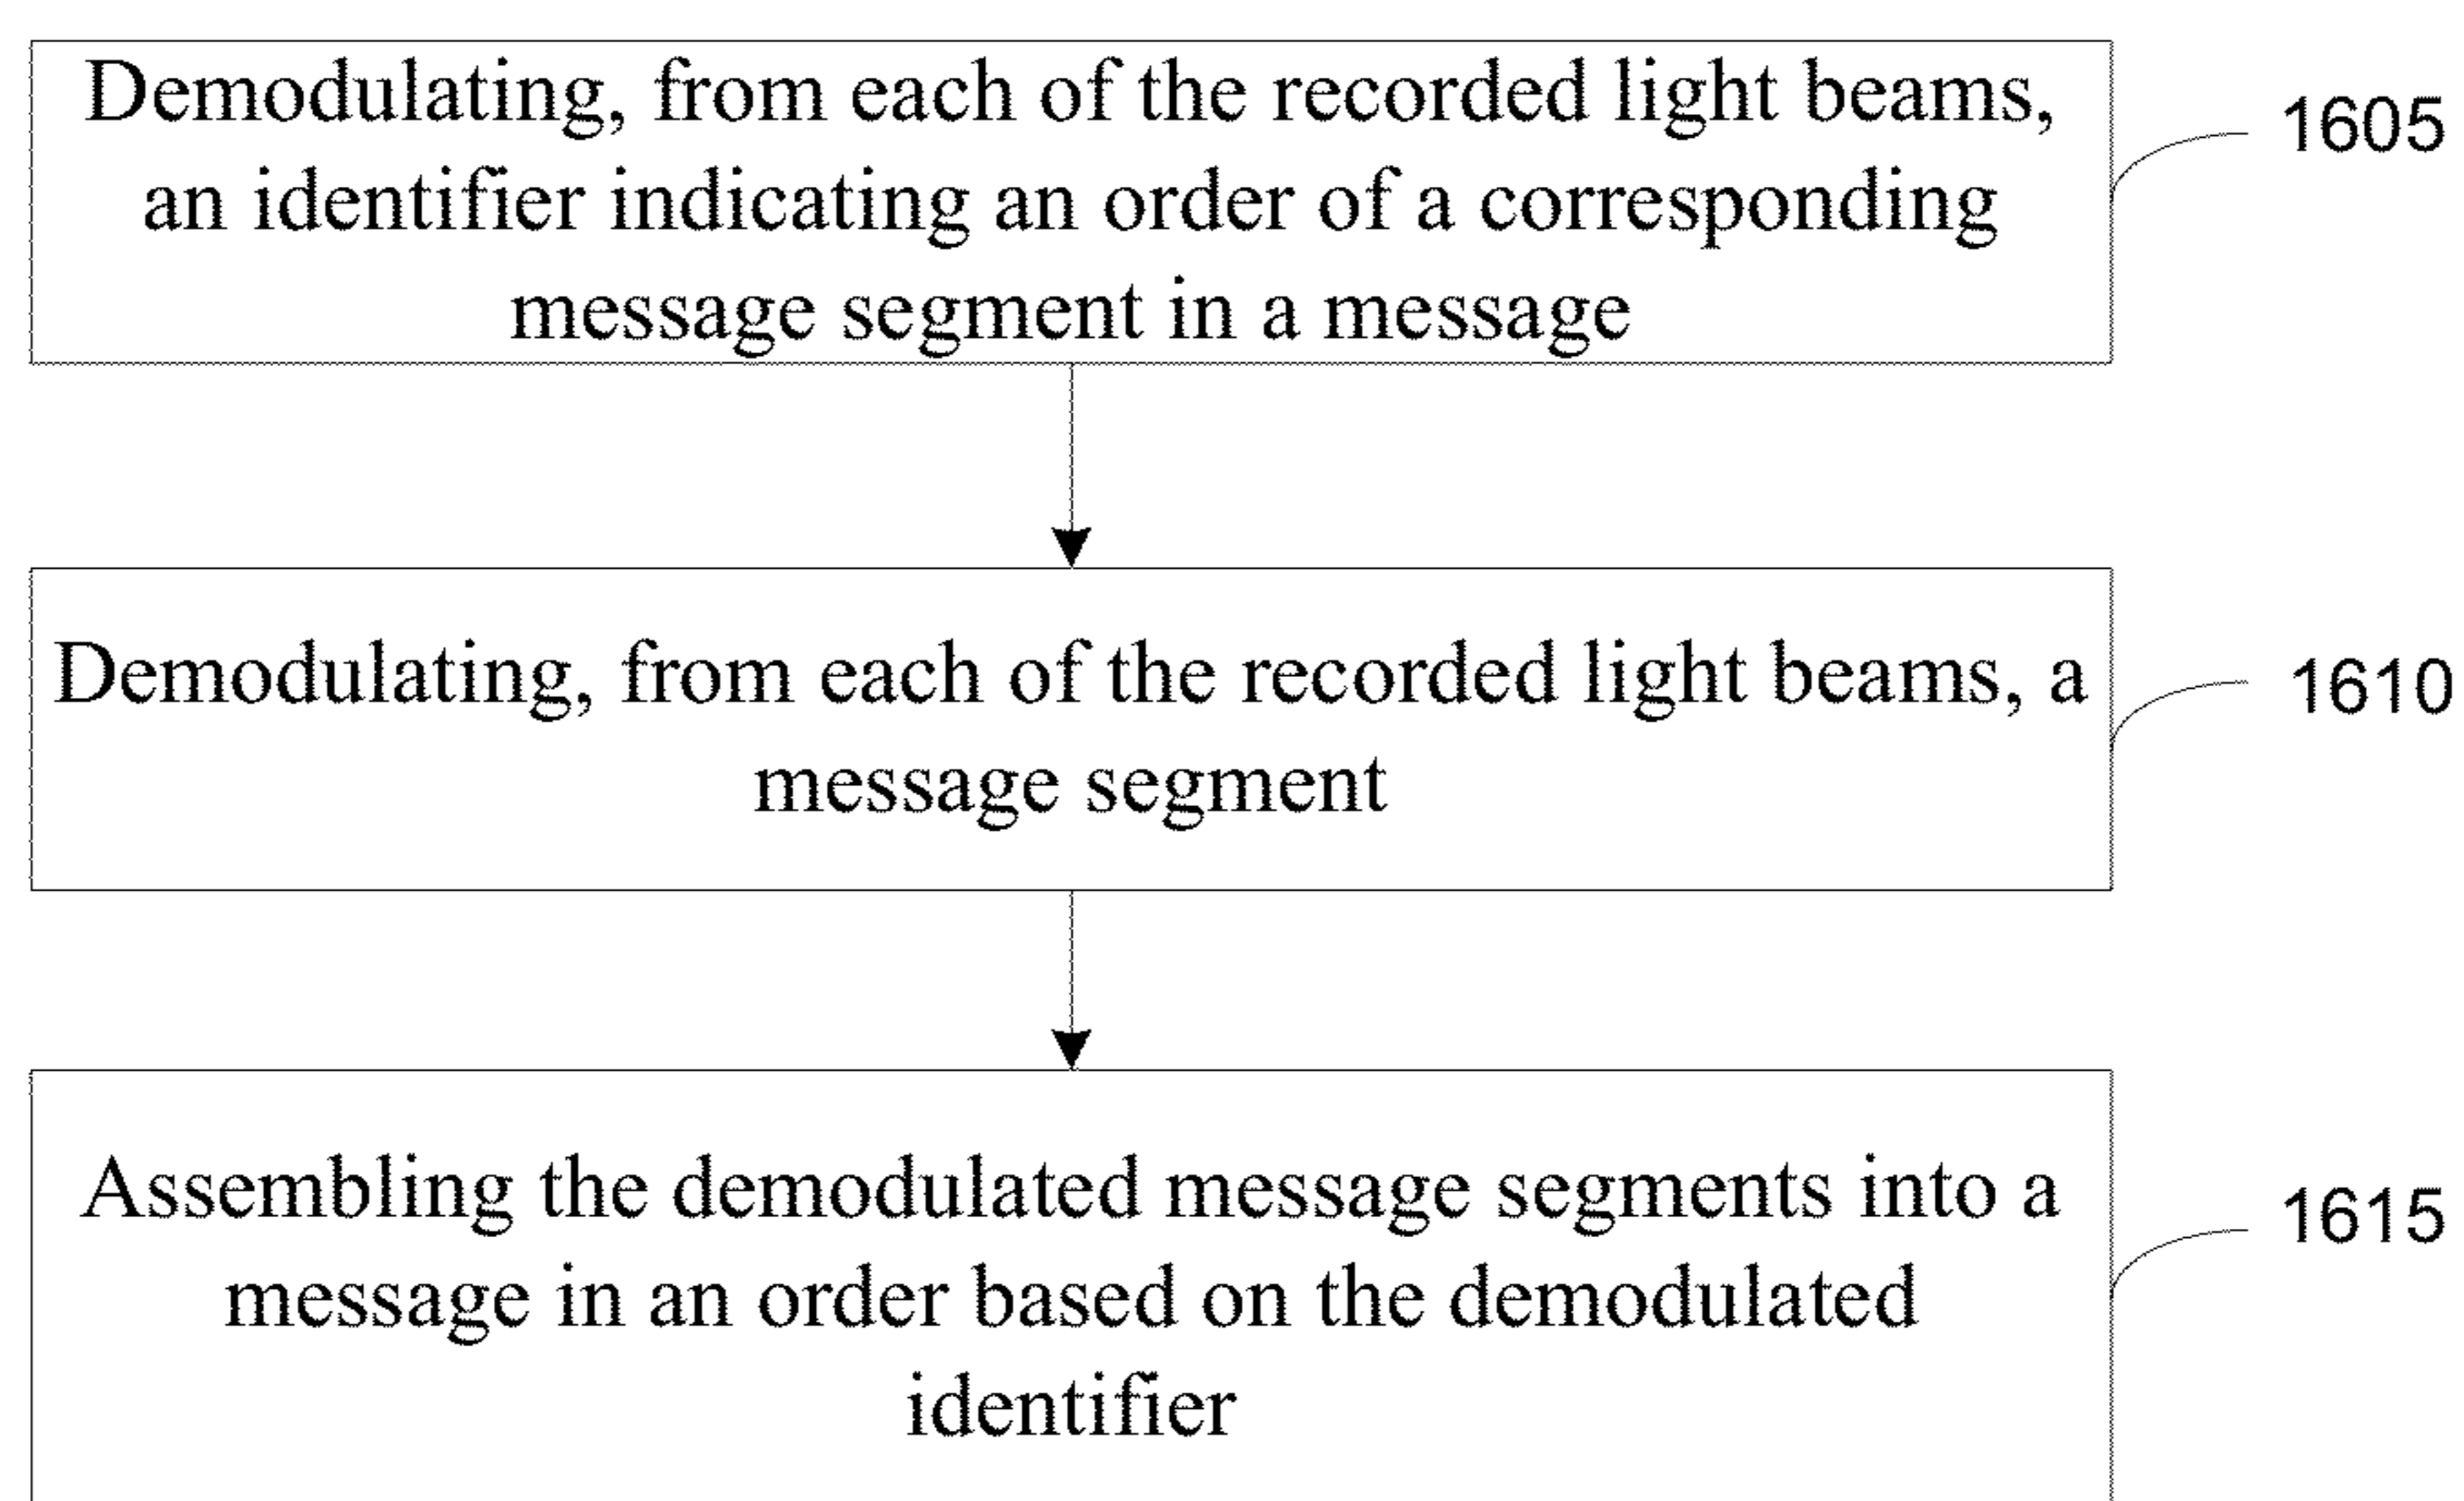 Demodulating, from each of the recorded light beams,
an identifier indicating an order of a corresponding
message segment in a message
1605
Demodulating, from each of the recorded light beams, a
message segment
1610
Assembling the demodulated message segments into a
message in an order based on the demodulated
identifier
1615